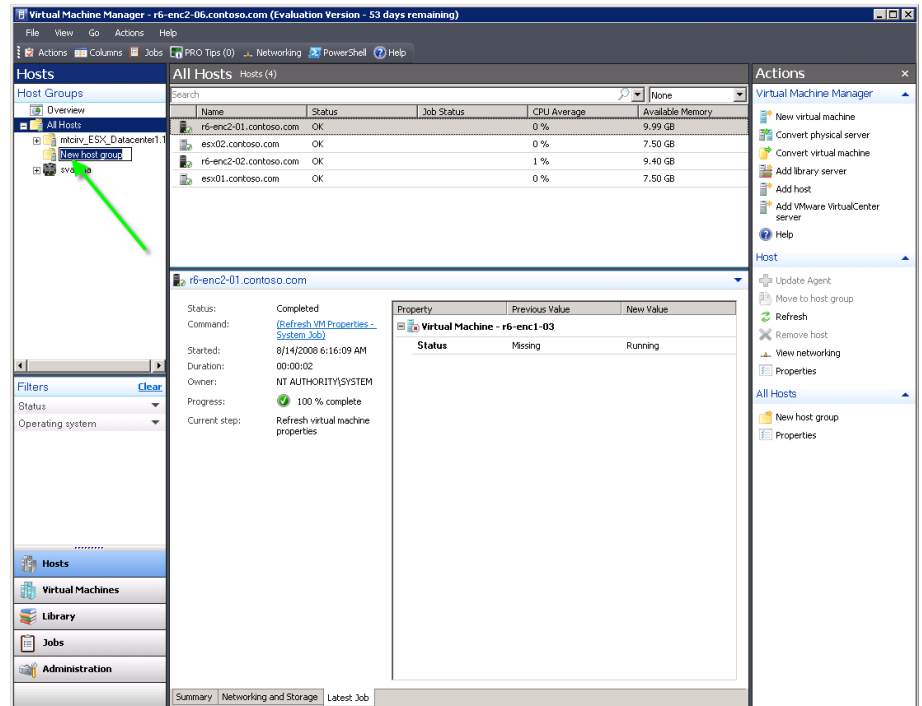 Virtual Machine Manager - r6-enc2-06.contoso.com (Evaluation Version - 53 days remaining)
File View Go Actions Help
Actions Columns Jobs PRO Tips (0) Networking PowerShell Help
Hosts
Host Groups
Overview
All Hosts
mtcirv_ESX_Datacenter1.1
New host group
Filters Clear
Status
Operating system
Hosts
Virtual Machines
Library
Jobs
Administration
All Hosts Hosts (4)
Search None
Name Status Job Status CPU Average Available Memory
r6-enc2-01.contoso.com OK 0 % 9.99 GB
esx02.contoso.com OK 0 % 7.50 GB
r6-enc2-02.contoso.com OK 1 % 9.40 GB
esx01.contoso.com OK 0 % 7.50 GB
r6-enc2-01.contoso.com
Status: Completed
Command: (Refresh VM Properties -
System Job)
Started: 8/14/2008 6:16:09 AM
Duration: 00:00:02
Owner: NT AUTHORITY\SYSTEM
Progress: 100 % complete
Current step: Refresh virtual machine
properties
Property Previous Value New Value
Virtual Machine - r6-enc1-03
Status Missing Running
Summary Networking and Storage Latest Job
Actions
Virtual Machine Manager
New virtual machine
Convert physical server
Convert virtual machine
Add library server
Add host
Add VMware VirtualCenter
server
Help
Host
Update Agent
Move to host group
Refresh
Remove host
View networking
Properties
All Hosts
New host group
Properties